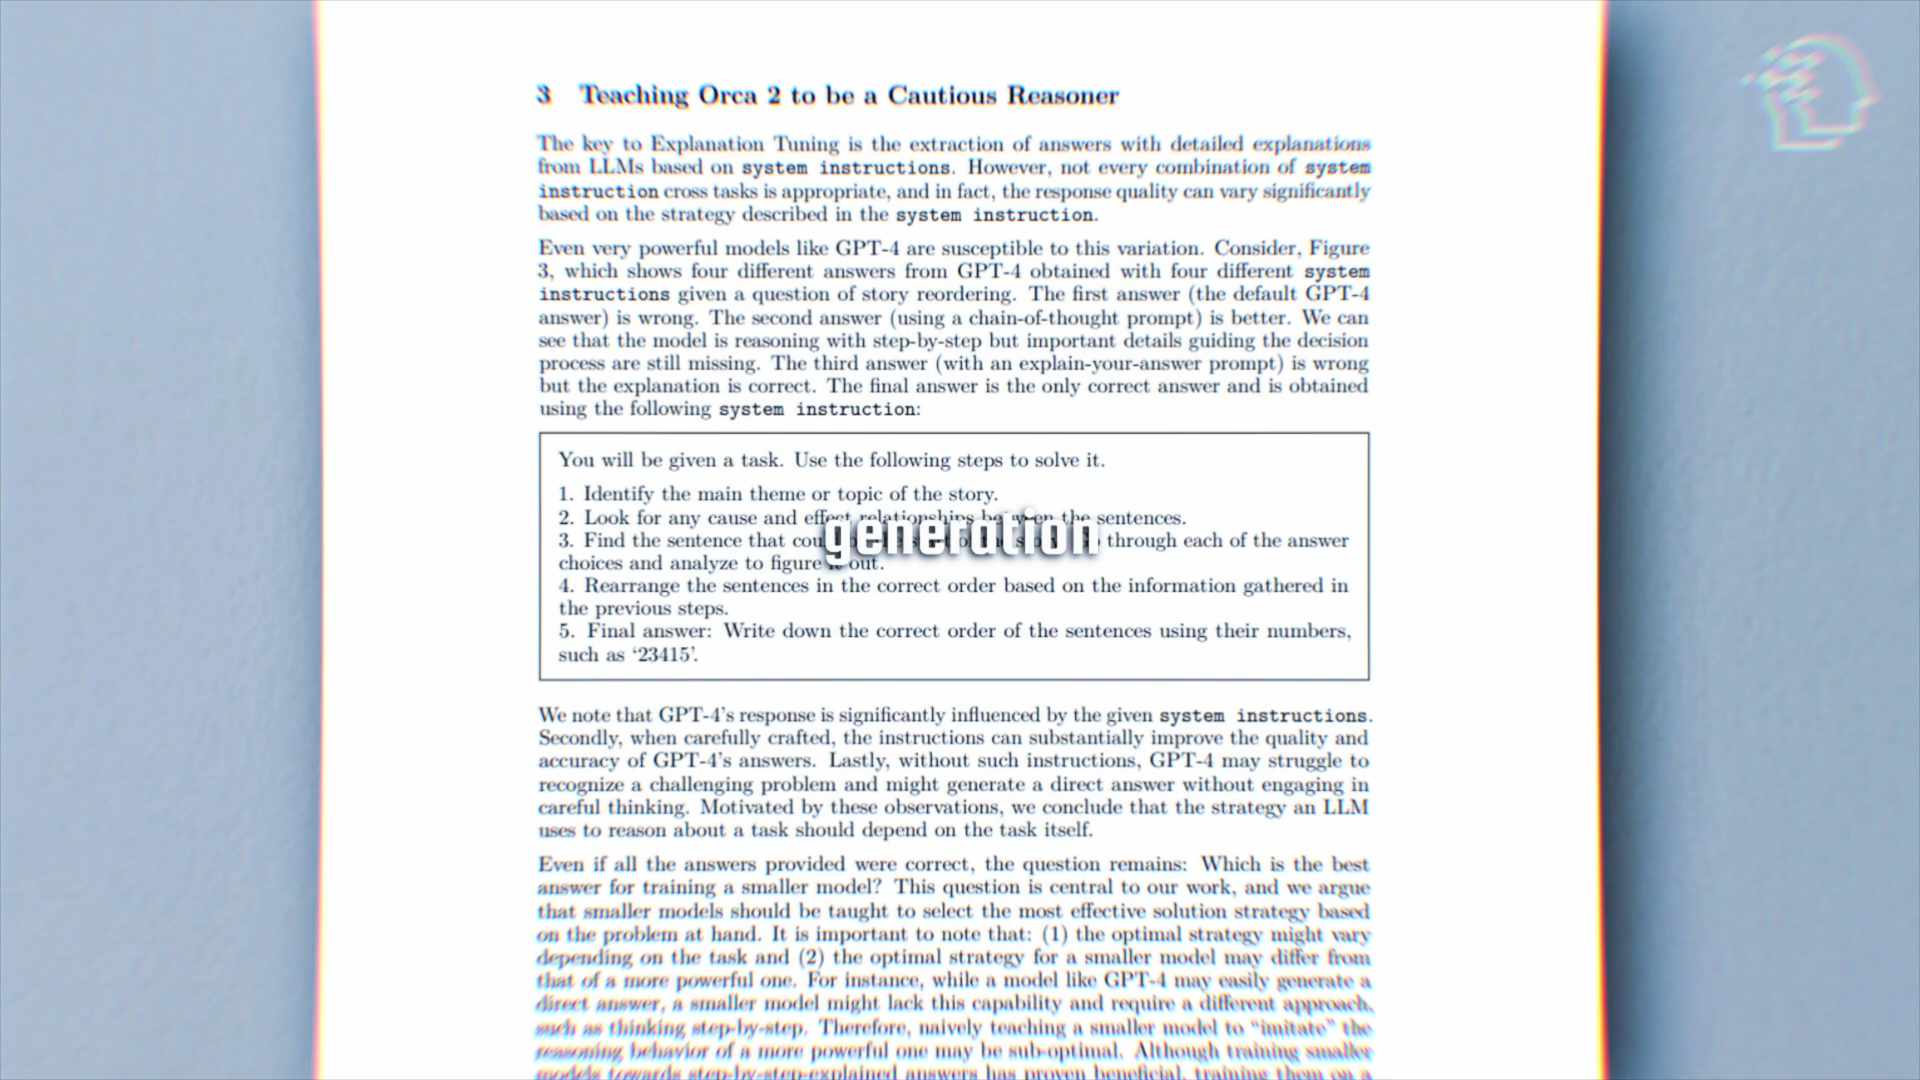 3 Teaching Orca 2 to be a Cautious Reasoner
The key to Explanation Tuning is the extraction of answers with detailed explanations
from LLMs based on system instructions. However, not every combination of system
instruction cross tasks is appropriate, and in fact, the response quality can vary significantly
based on the strategy described in the system instruction.
Even very powerful models like GPT-4 are susceptible to this variation. Consider, Figure
3, which shows four different answers from GPT-4 obtained with four different system
instructions given a question of story reordering. The first answer (the default GPT-4
answer) is wrong. The second answer (using a chain-of-thought prompt) is better. We can
see that the model is reasoning with step-by-step but important details guiding the decision
process are still missing. The third answer (with an explain-your-answer prompt) is wrong
but the explanation is correct. The final answer is the only correct answer and is obtained
using the following system instruction:
You will be given a task. Use the following steps to solve it.
1. Identify the main theme or topic of the story.
2. Look for any cause and effect relationships between the sentences.
generation
3. Find the sentence that through each of the answer
choices and analyze to figure it out.
4. Rearrange the sentences in the correct order based on the information gathered in
the previous steps.
5. Final answer: Write down the correct order of the sentences using their numbers,
such as ‘23415’.
We note that GPT-4’s response is significantly influenced by the given system instructions.
Secondly, when carefully crafted, the instructions can substantially improve the quality and
accuracy of GPT-4’s answers. Lastly, without such instructions, GPT-4 may struggle to
recognize a challenging problem and might generate a direct answer without engaging in
careful thinking. Motivated by these observations, we conclude that the strategy an LLM
uses to reason about a task should depend on the task itself.
Even if all the answers provided were correct, the question remains: Which is the best
answer for training a smaller model? This question is central to our work, and we argue
that smaller models should be taught to select the most effective solution strategy based
on the problem at hand. It is important to note that: (1) the optimal strategy might vary
depending on the task and (2) the optimal strategy for a smaller model may differ from
that of a more powerful one. For instance, while a model like GPT-4 may easily generate a
direct answer, a smaller model might lack this capability and require a different approach,
such as thinking step-by-step. Therefore, naively teaching a smaller model to “imitate” the
reasoning behavior of a more powerful one may be sub-optimal. Although training smaller
models towards step-by-step-explained answers has proven beneficial, training them on a